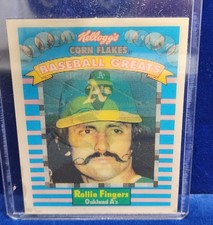 Kellogg's
CORN FLAKES
BASEBALL GREATS
A's
Rollie Fingers
Oakland A's